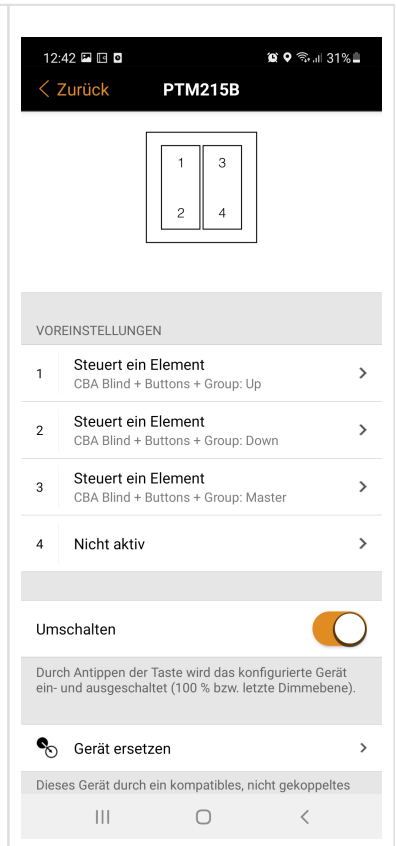 12:42 31%
Zurück PTM215B
1 3
2 4
VOREINSTELLUNGEN
1 Steuert ein Element
CBA Blind + Buttons + Group: Up
2 Steuert ein Element
CBA Blind + Buttons + Group: Down
3 Steuert ein Element
CBA Blind + Buttons + Group: Master
4 Nicht aktiv
Umschalten
Durch Antippen der Taste wird das konfigurierte Gerät
ein- und ausgeschaltet (100 % bzw. letzte Dimmebene).
Gerät ersetzen
Dieses Gerät durch ein kompatibles, nicht gekoppeltes